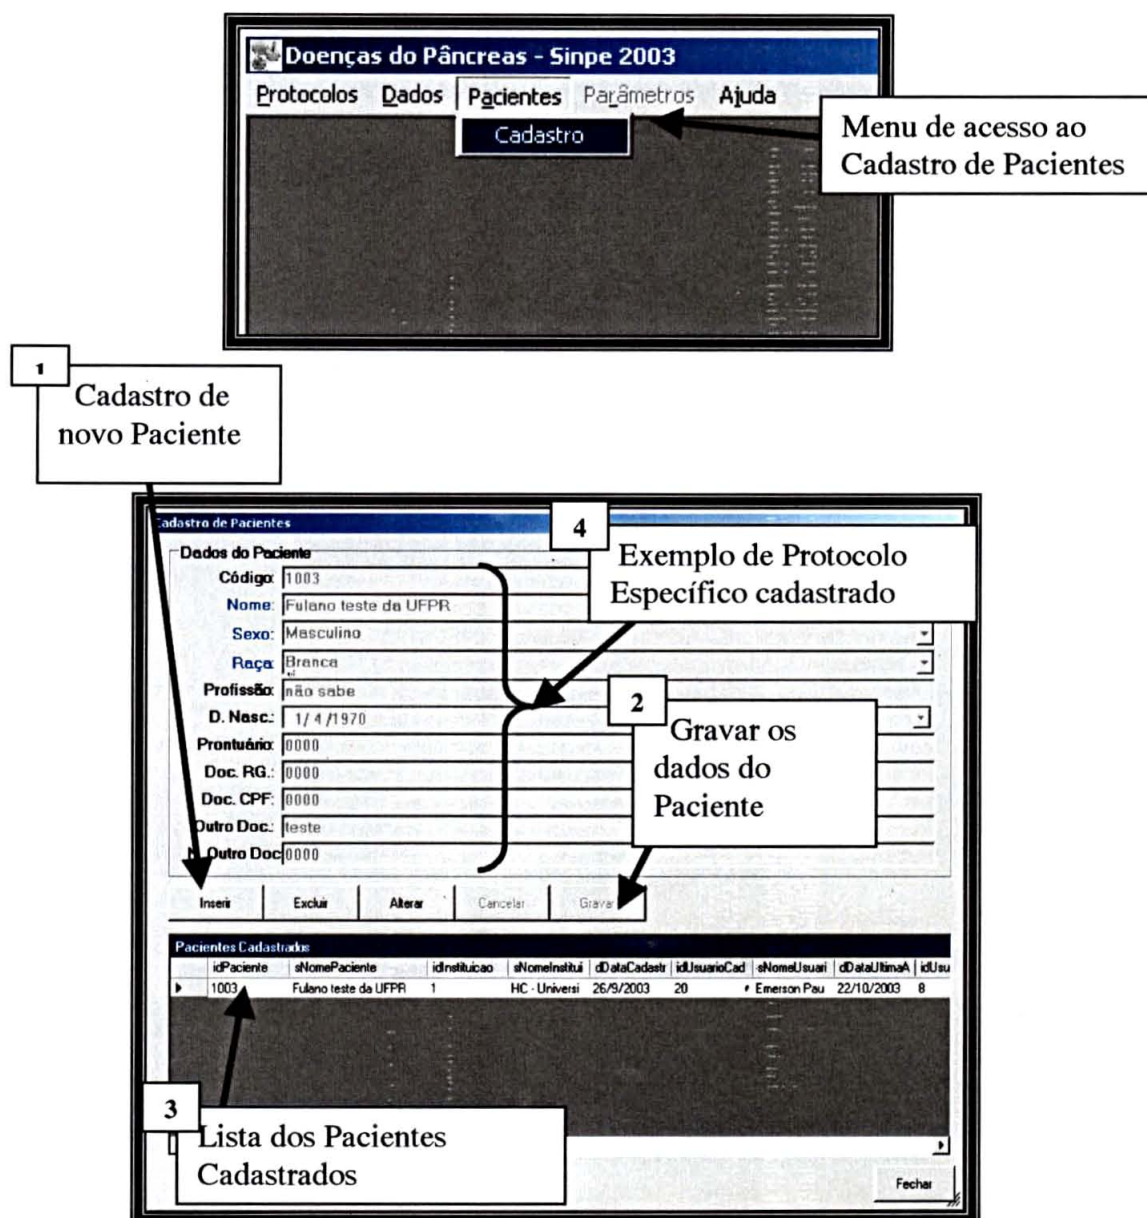 Doenças do Pâncreas - Sinpe 2003
Protocolos Dados Pacientes Parâmetros Ajuda
Cadastro
Menu de acesso ao
Cadastro de Pacientes
1
Cadastro de
novo Paciente
Cadastro de Pacientes
4
Exemplo de Protocolo
Específico cadastrado
Dados do Paciente
Código: 1003
Nome: Fulano teste da UFPR
Sexo: Masculino
Raça: Branca
Profissão: não sabe
D. Nasc.: 1/ 4 /1970
Prontuário: 0000
Doc. RG.: 0000
Doc. CPF: 0000
Outro Doc.: teste
N. Outro Doc 0000
2
Gravar os
dados do
Paciente
Inserir Excluir Alterar Cancelar Gravar
Pacientes Cadastrados
idPaciente sNomePaciente idInstituicao sNomeInstitui dDataCadastr idUsuarioCad sNomeUsuari dDataUltimaA idUsu
1003 Fulano teste da UFPR 1 HC - Universi 26/9/2003 20 Emerson Pau 22/10/2003 8
3
Lista dos Pacientes
Cadastrados
Fechar